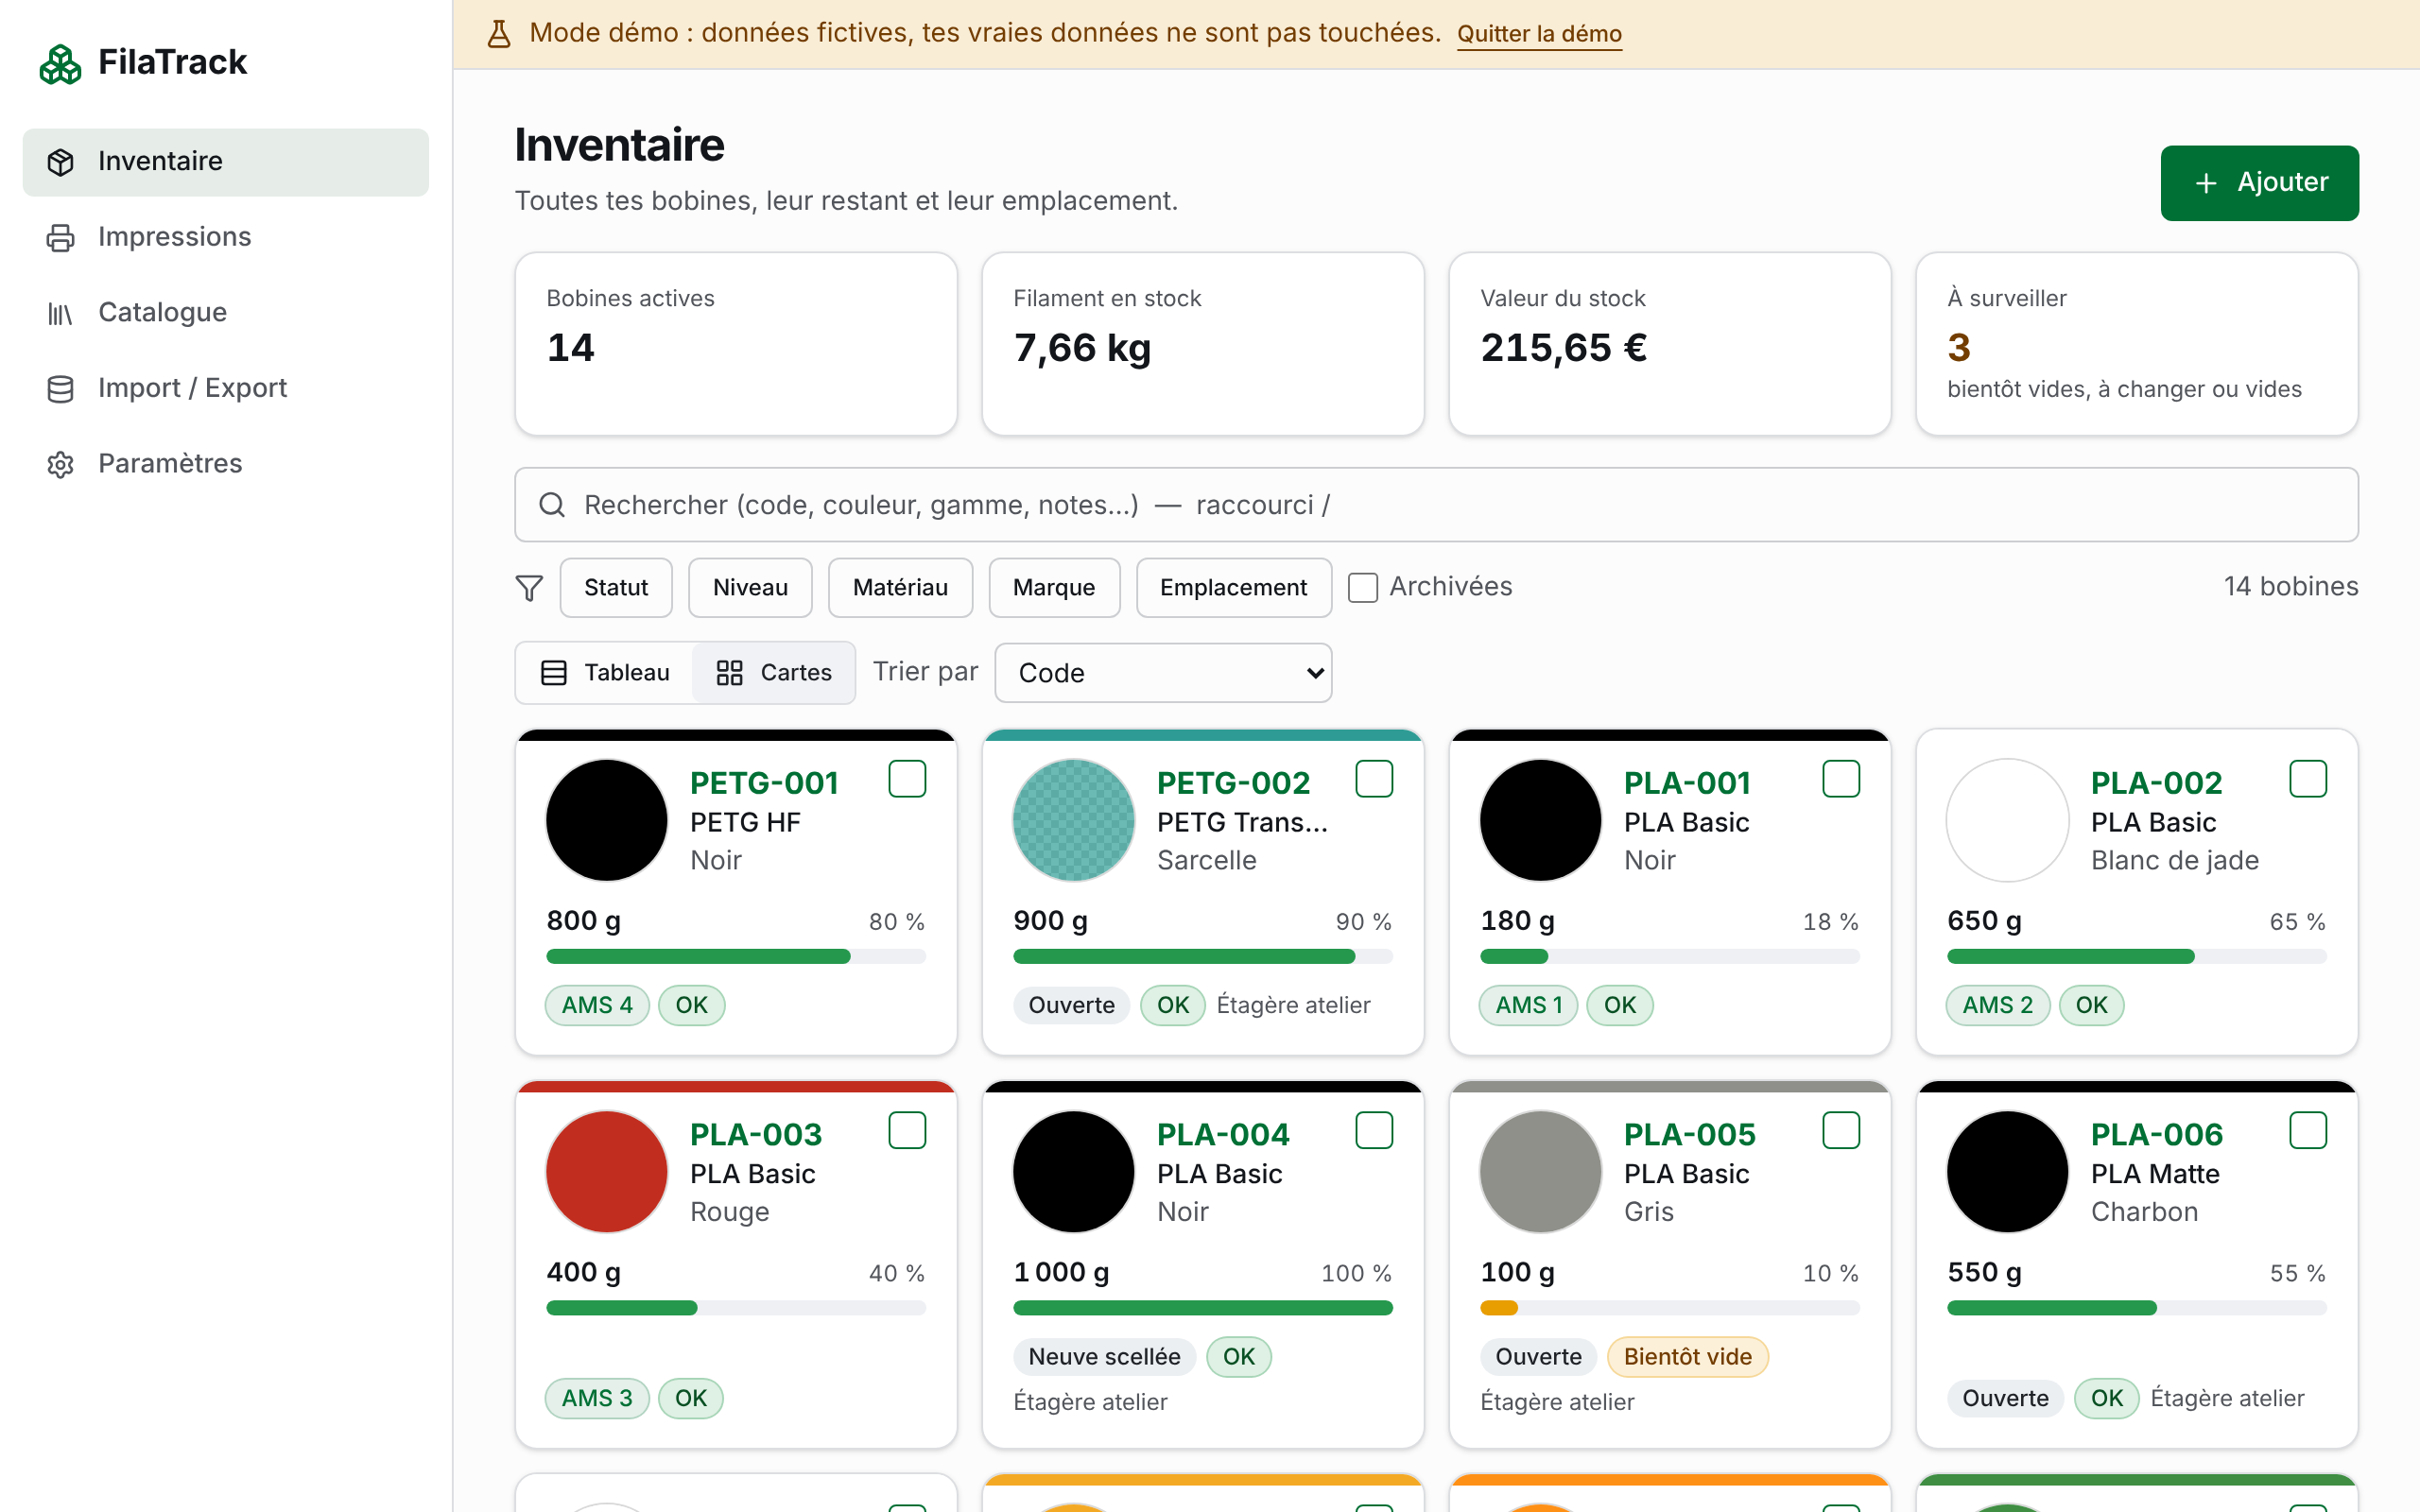 FilaTrack
Inventaire
Impressions
Catalogue
Import / Export
Paramètres
Mode démo : données fictives, tes vraies données ne sont pas touchées. Quitter la démo
Inventaire
Toutes tes bobines, leur restant et leur emplacement.
Ajouter
Bobines actives
14
Filament en stock
7,66 kg
Valeur du stock
215,65 €
À surveiller
3
bientôt vides, à changer ou vides
Rechercher (code, couleur, gamme, notes…) — raccourci /
Statut Niveau Matériau Marque Emplacement Archivées 14 bobines
Tableau Cartes Trier par Code
PETG-001
PETG HF
Noir
800 g 80 %
AMS 4 OK
PETG-002
PETG Trans…
Sarcelle
900 g 90 %
Ouverte OK Étagère atelier
PLA-001
PLA Basic
Noir
180 g 18 %
AMS 1 OK
PLA-002
PLA Basic
Blanc de jade
650 g 65 %
AMS 2 OK
PLA-003
PLA Basic
Rouge
400 g 40 %
AMS 3 OK
PLA-004
PLA Basic
Noir
1 000 g 100 %
Neuve scellée OK
Étagère atelier
PLA-005
PLA Basic
Gris
100 g 10 %
Ouverte Bientôt vide
Étagère atelier
PLA-006
PLA Matte
Charbon
550 g 55 %
Ouverte OK Étagère atelier